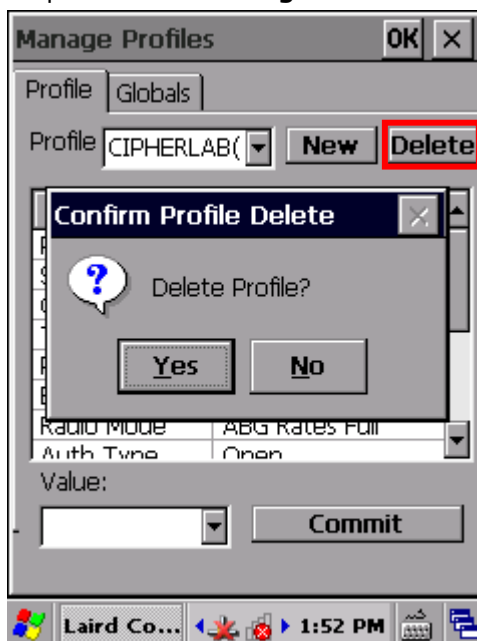 Manage Profiles OK
Profile Globals
Profile CIPHERLAB( New Delete
Confirm Profile Delete
Delete Profile?
Yes No
Radio Mode ABG Rates Full
Auth Type Open
Value:
Commit
Laird Co... 1:52 PM